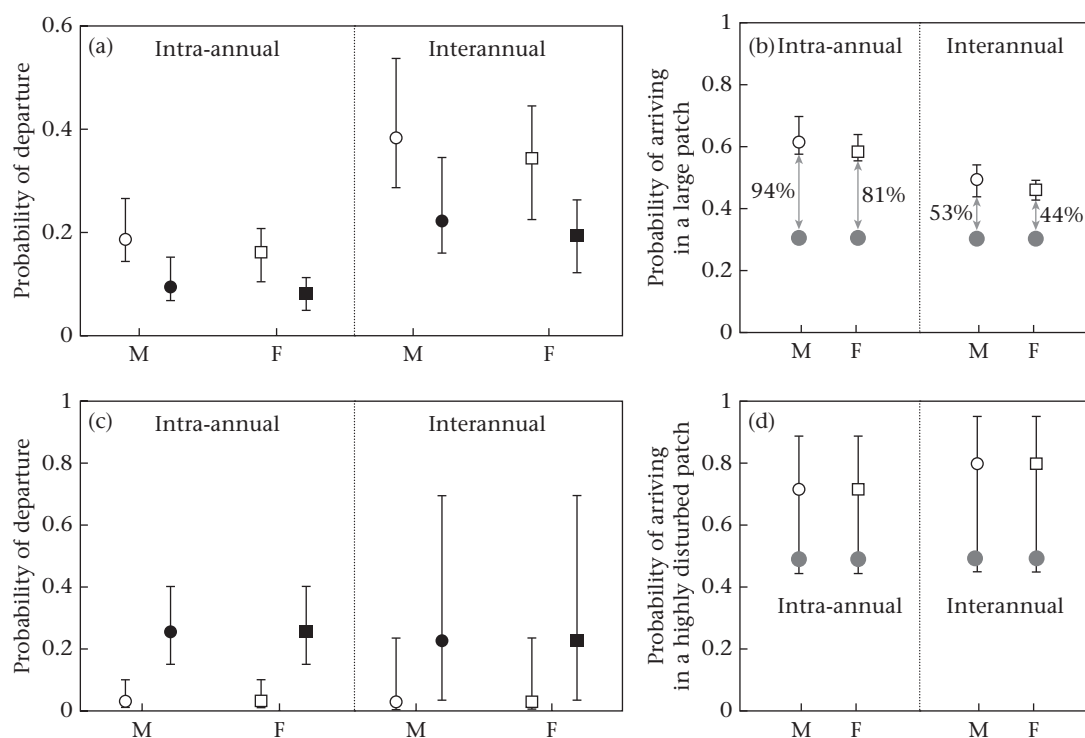 (a)
Intra-annual
Interannual
Probability of departure
0.6
0.4
0.2
0
M
F
M
F
(b)
Intra-annual
Interannual
Probability of arriving
in a large patch
1
0.8
0.6
0.4
0.2
0
94%
81%
53%
44%
M
F
M
F
(c)
Intra-annual
Interannual
Probability of departure
1
0.8
0.6
0.4
0.2
0
M
F
M
F
(d)
Probability of arriving
in a highly disturbed patch
1
0.8
0.6
0.4
0.2
0
Intra-annual
Interannual
M
F
M
F